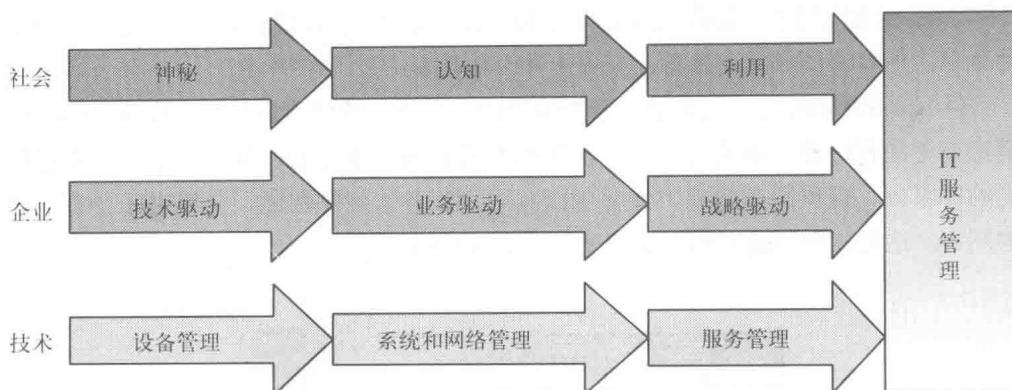 社会 神秘 认知 利用
企业 技术驱动 业务驱动 战略驱动
技术 设备管理 系统和网络管理 服务管理
IT服务管理